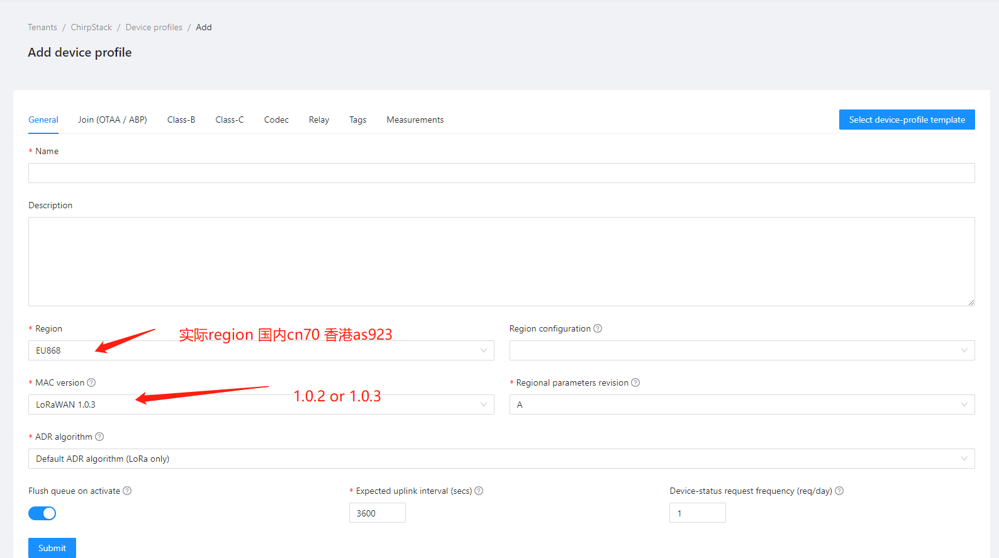 Tenants / ChirpStack / Device profiles / Add
Add device profile
General Join (OTAA / ABP) Class-B Class-C Codec Relay Tags Measurements Select device-profile template
* Name
Description
* Region
实际region 国内cn70 香港as923
Region configuration
EU868
* MAC version
* Regional parameters revision
1.0.2 or 1.0.3
LoRaWAN 1.0.3
A
* ADR algorithm
Default ADR algorithm (LoRa only)
Flush queue on activate
* Expected uplink interval (secs)
Device-status request frequency (req/day)
3600
1
Submit